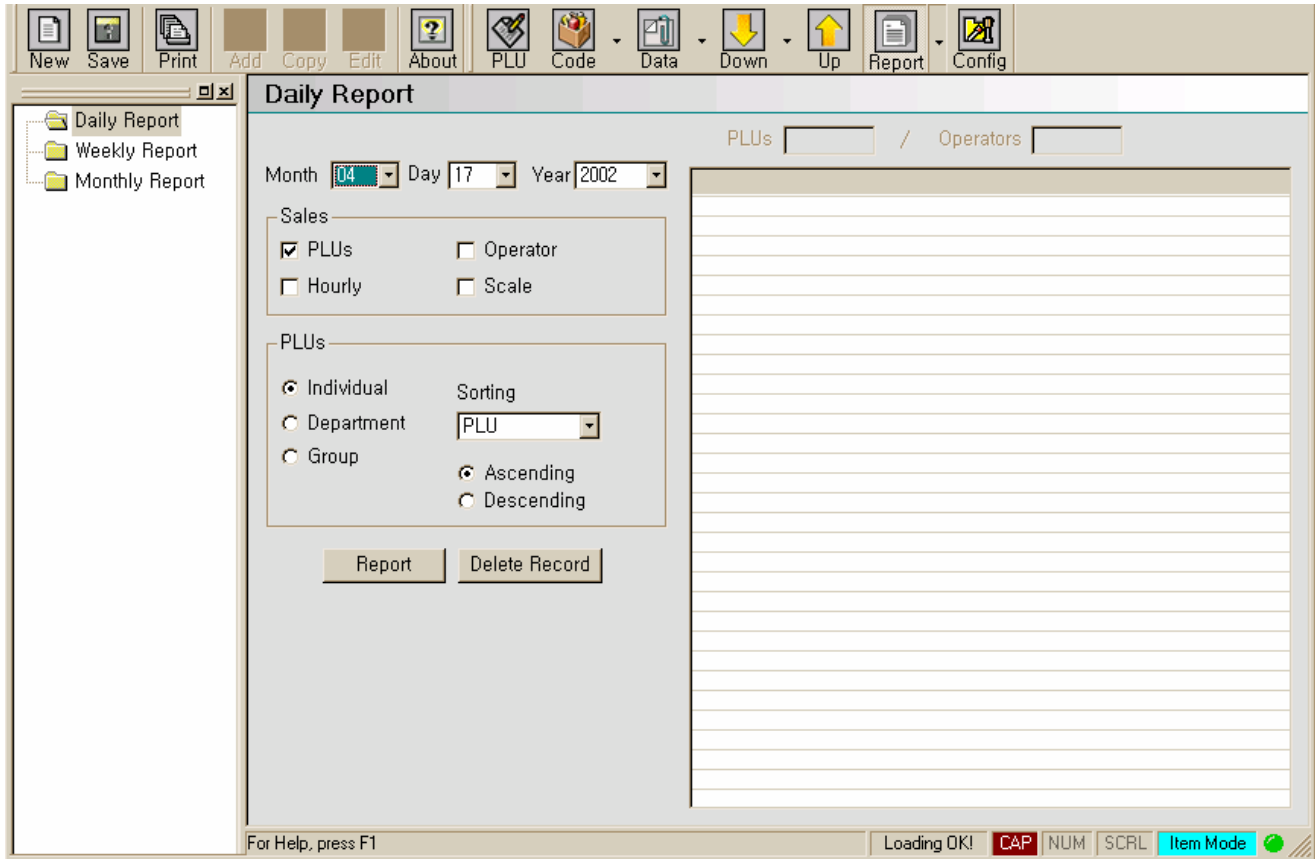 New Save Print Add Copy Edit About PLU Code Data Down Up Report Config
Daily Report
Weekly Report
Monthly Report
Daily Report
PLUs / Operators
Month 04 Day 17 Year 2002
Sales
PLUs Operator
Hourly Scale
PLUs
Individual Sorting
Department PLU
Group
Ascending
Descending
Report Delete Record
For Help, press F1 Loading OK! CAP NUM SCRL Item Mode